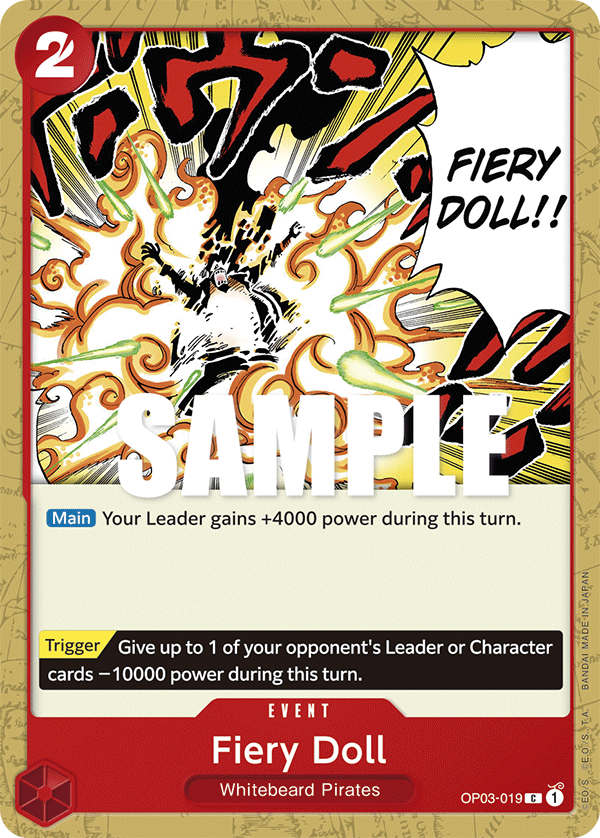 DLICHES EISMEER
2
FIERY
DOLL!!
SAMPLE
Main Your Leader gains +4000 power during this turn.
Trigger Give up to 1 of your opponent's Leader or Character
cards −10000 power during this turn.
EVENT
Fiery Doll
Whitebeard Pirates
OP03-019 C 1
©E.O./S., T.A. BANDAI MADE IN JAPAN